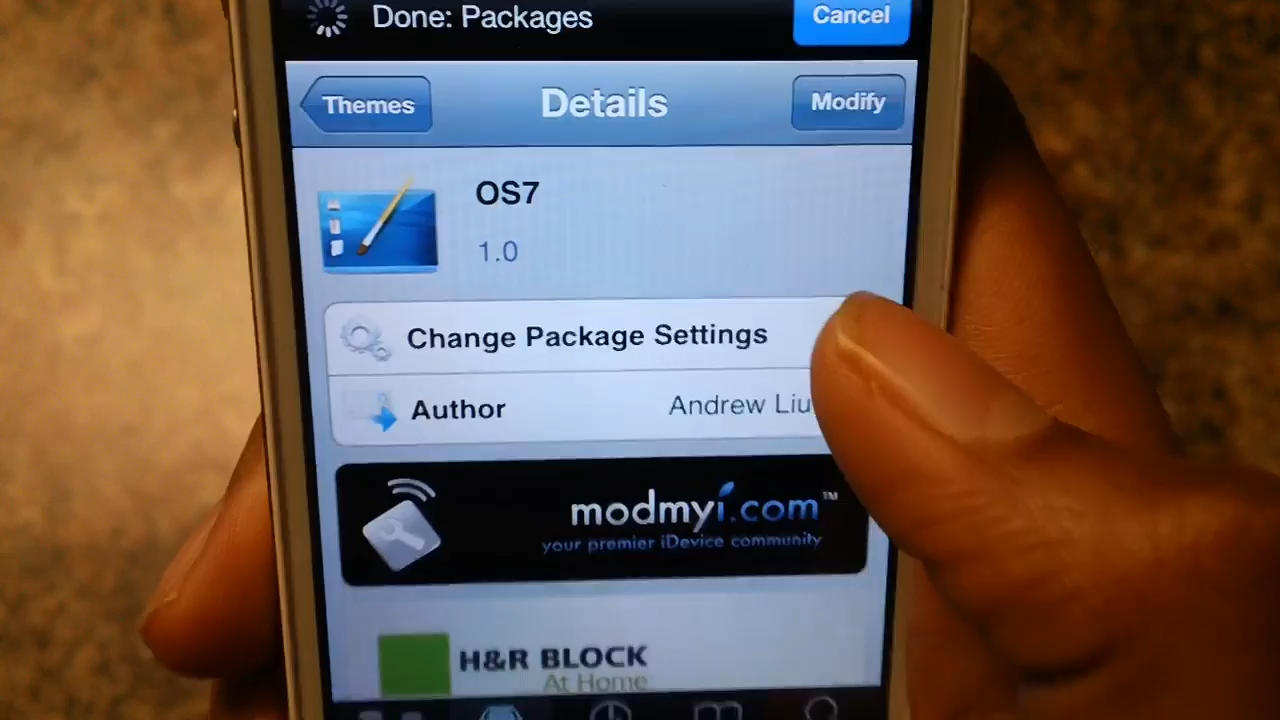 Done: Packages
Cancel
Themes
Details
Modify
OS7
1.0
Change Package Settings
Author
Andrew Liu
modmyi.com™
your premier iDevice community
H&R BLOCK
At Home